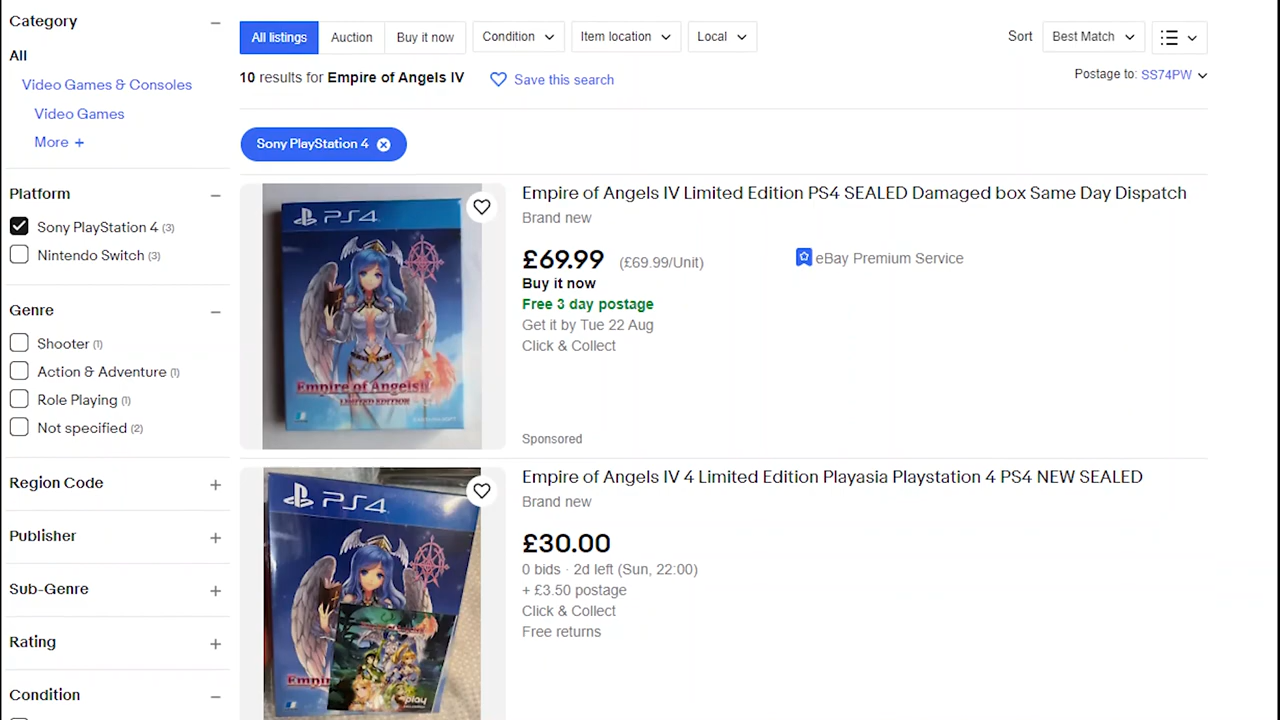 Category
All
Video Games & Consoles
Video Games
More +
Platform
Sony PlayStation 4 (3)
Nintendo Switch (3)
Genre
Shooter (1)
Action & Adventure (1)
Role Playing (1)
Not specified (2)
Region Code
Publisher
Sub-Genre
Rating
Condition
All listings
Auction
Buy it now
Condition
Item location
Local
Sort
Best Match
10 results for Empire of Angels IV
Save this search
Postage to: SS74PW
Sony PlayStation 4
PS4
Empire of Angels IV
LIMITED EDITION
Empire of Angels IV Limited Edition PS4 SEALED Damaged box Same Day Dispatch
Brand new
£69.99 (£69.99/Unit)
eBay Premium Service
Buy it now
Free 3 day postage
Get it by Tue 22 Aug
Click & Collect
Sponsored
PS4
play
Empire of Angels IV 4 Limited Edition Playasia Playstation 4 PS4 NEW SEALED
Brand new
£30.00
0 bids · 2d left (Sun, 22:00)
+ £3.50 postage
Click & Collect
Free returns